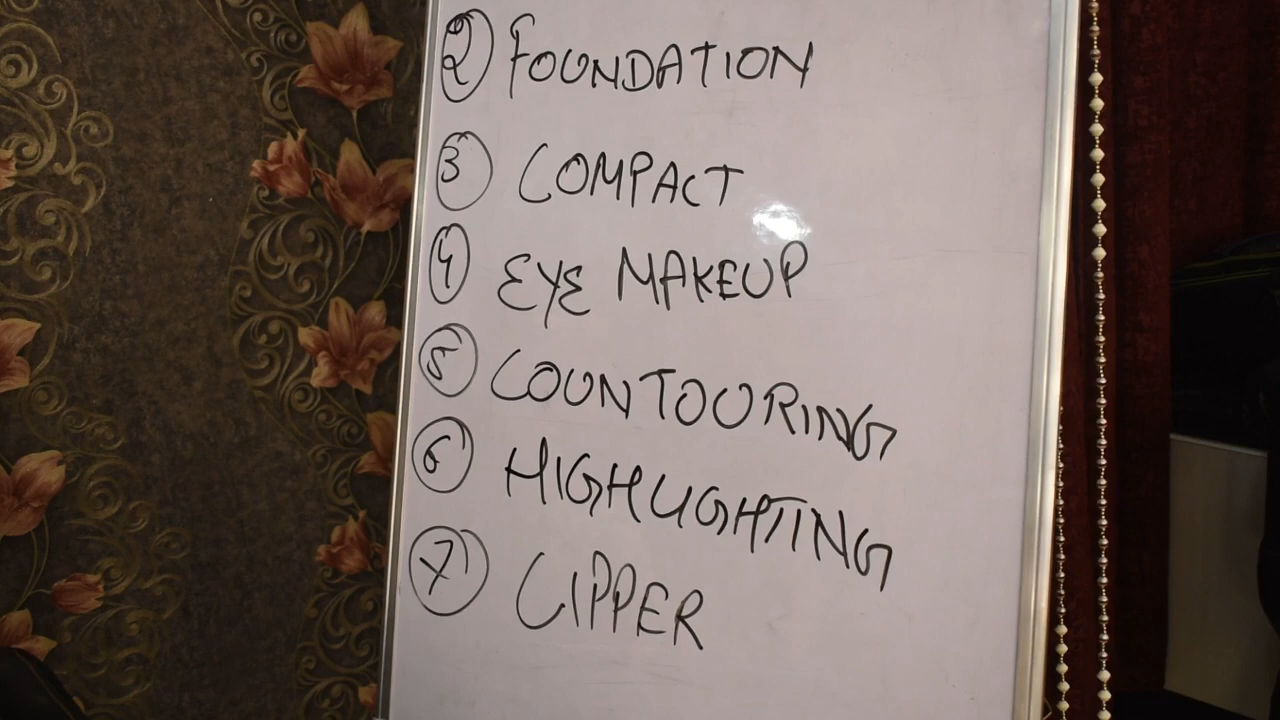 2 FOUNDATION
3 COMPACT
4 EYE MAKEUP
5 COUNTOURING
6 HIGHLIGHTING
7 LIPPER